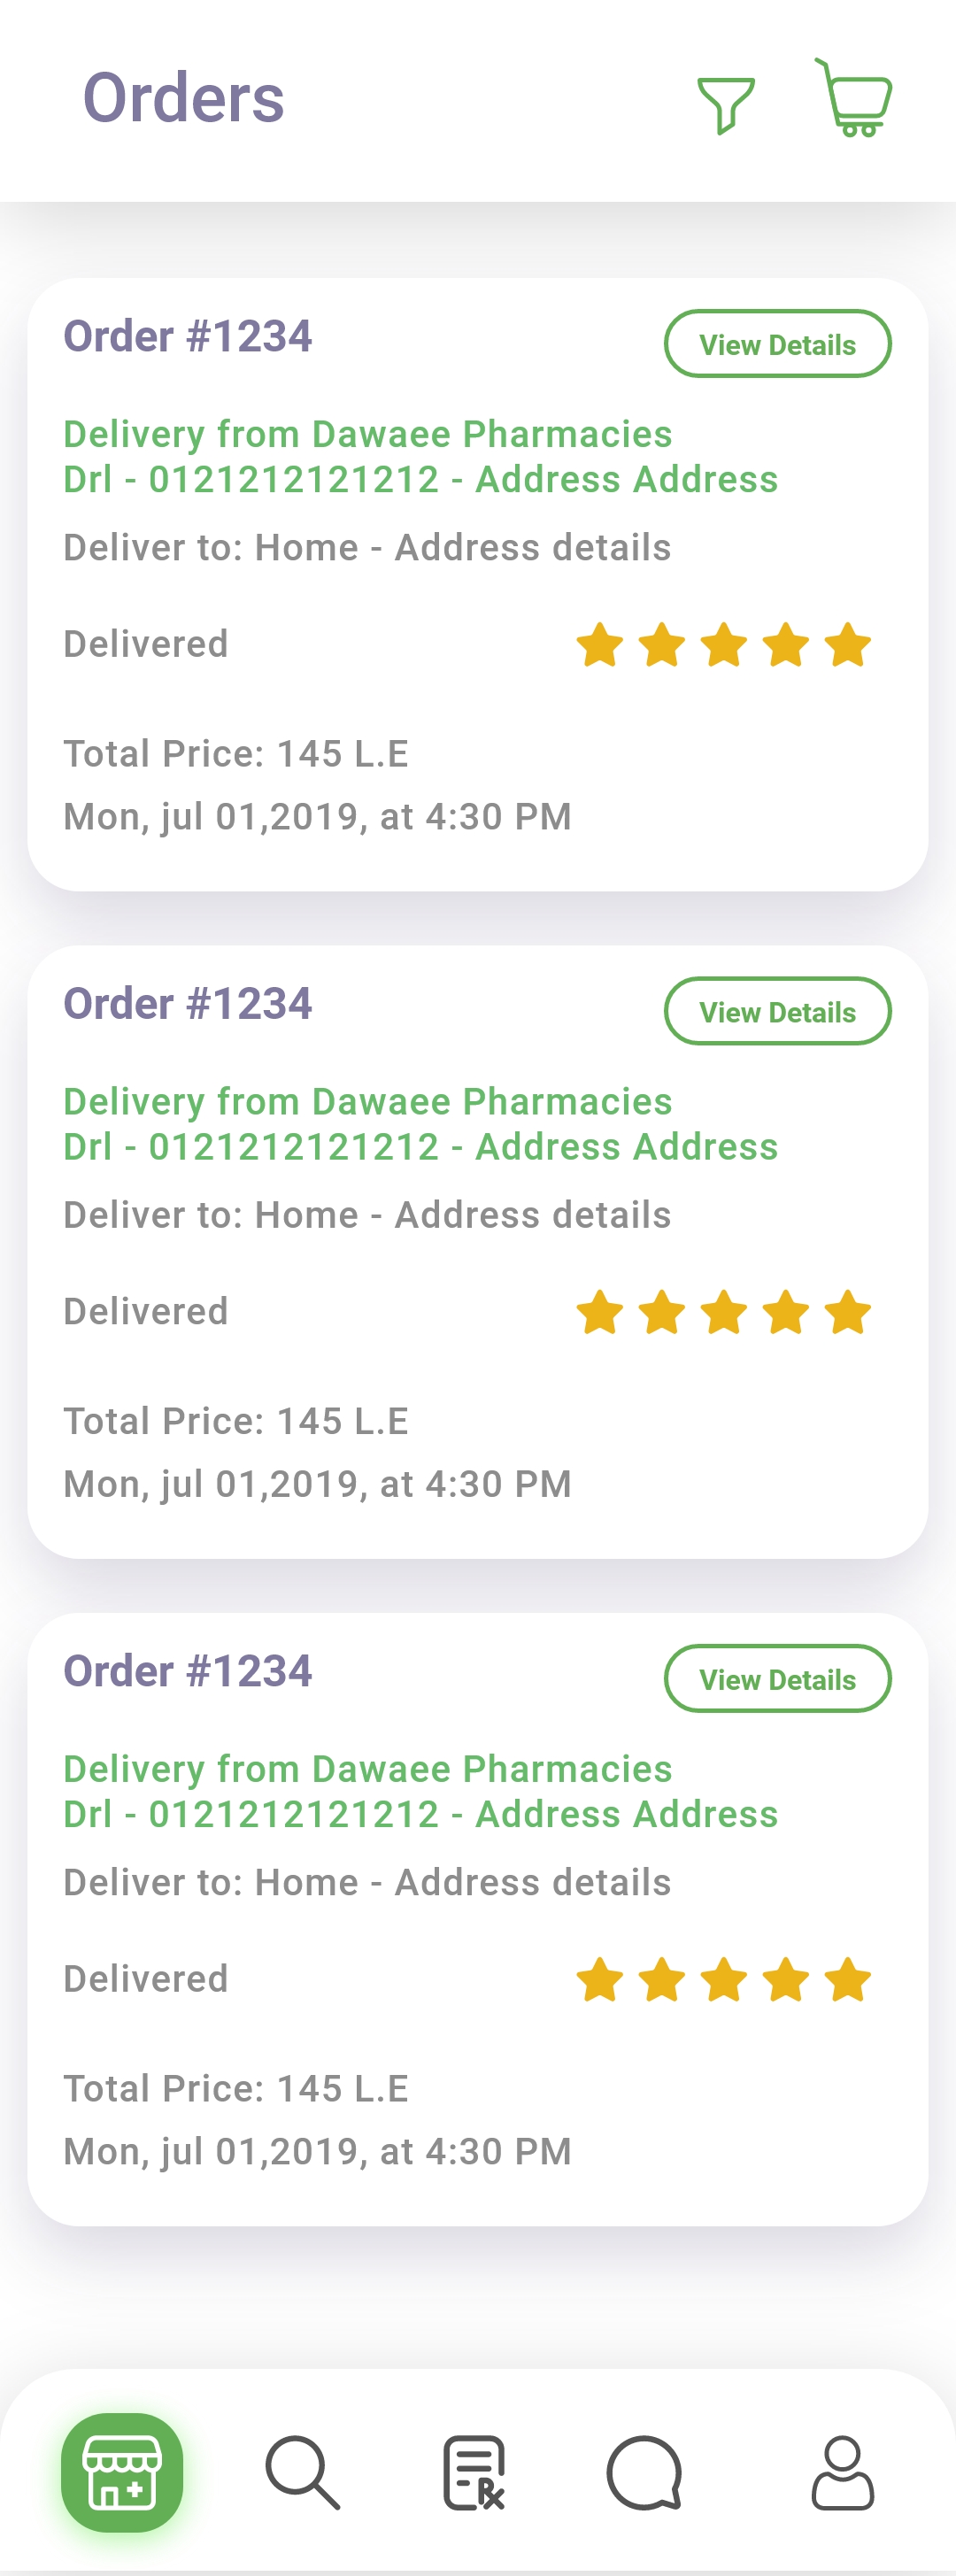 Orders
Order #1234
View Details
Delivery from Dawaee Pharmacies
Drl - 0121212121212 - Address Address
Deliver to: Home - Address details
Delivered
Total Price: 145 L.E
Mon, jul 01,2019, at 4:30 PM
Order #1234
View Details
Delivery from Dawaee Pharmacies
Drl - 0121212121212 - Address Address
Deliver to: Home - Address details
Delivered
Total Price: 145 L.E
Mon, jul 01,2019, at 4:30 PM
Order #1234
View Details
Delivery from Dawaee Pharmacies
Drl - 0121212121212 - Address Address
Deliver to: Home - Address details
Delivered
Total Price: 145 L.E
Mon, jul 01,2019, at 4:30 PM